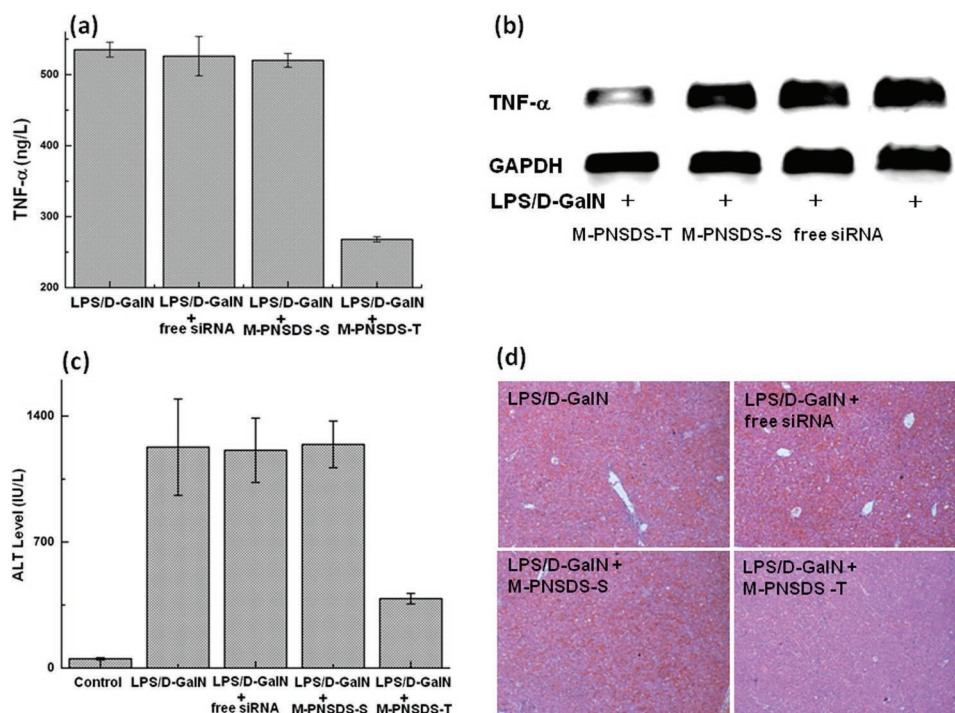 (a)
TNF-α (ng/L)
500
400
300
200
LPS/D-GalN
LPS/D-GalN
+
free siRNA
LPS/D-GalN
+
M-PNSDS -S
LPS/D-GalN
+
M-PNSDS-T
(b)
TNF-α
GAPDH
LPS/D-GalN + + + +
M-PNSDS-T M-PNSDS-S free siRNA
(c)
ALT Level (IU/L)
1400
700
0
Control
LPS/D-GalN
LPS/D-GalN
+
free siRNA
LPS/D-GalN
+
M-PNSDS-S
LPS/D-GalN
+
M-PNSDS-T
(d)
LPS/D-GalN
LPS/D-GalN +
free siRNA
LPS/D-GalN +
M-PNSDS-S
LPS/D-GalN +
M-PNSDS -T